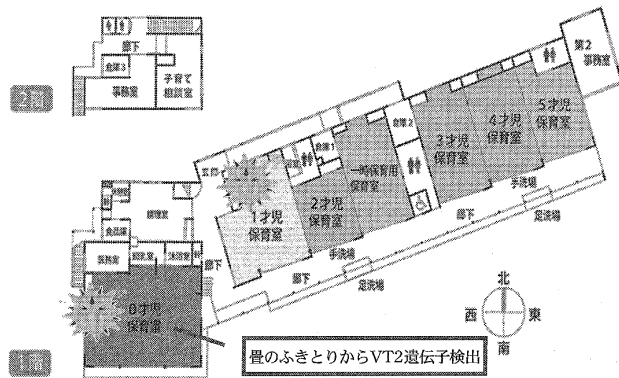 2階
廊下
倉庫3
事務室
子育て
相談室
第2
事務室
5才児
保育室
4才児
保育室
3才児
保育室
倉庫2
一時保育用
保育室
倉庫1
2才児
保育室
1才児
保育室
玄関
調理室
食品庫
医務室
調乳室
沐浴室
廊下
手洗場
廊下
足洗場
廊下
手洗場
足洗場
0才児
保育室
1階
畳のふきとりからVT2遺伝子検出
北
西
東
南